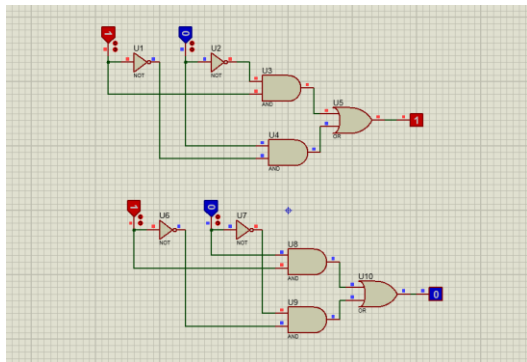 1 0
U1 U2
NOT NOT
U3
AND
U4
AND
U5
OR
1
1 0
U6 U7
NOT NOT
U8
AND
U9
AND
U10
OR
0